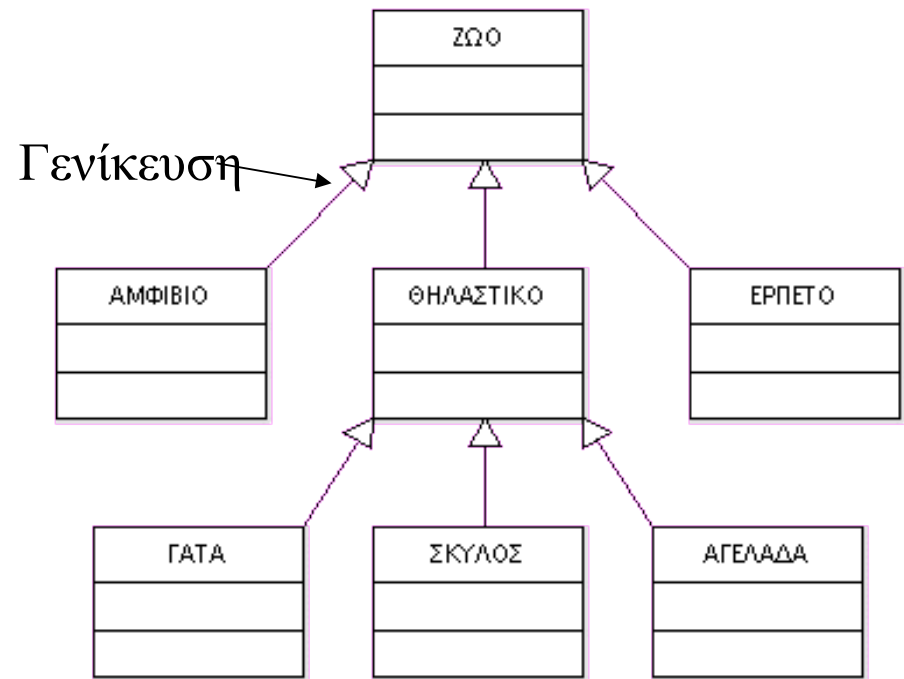 ΖΩΟ
Γενίκευση
ΑΜΦΙΒΙΟ
ΘΗΛΑΣΤΙΚΟ
ΕΡΠΕΤΟ
ΓΑΤΑ
ΣΚΥΛΟΣ
ΑΓΕΛΑΔΑ